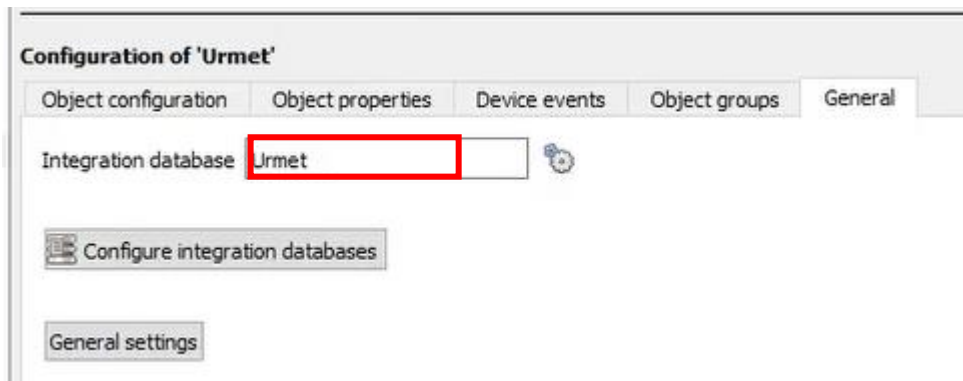 Configuration of 'Urmet'
Object configuration Object properties Device events Object groups General
Integration database Urmet
Configure integration databases
General settings